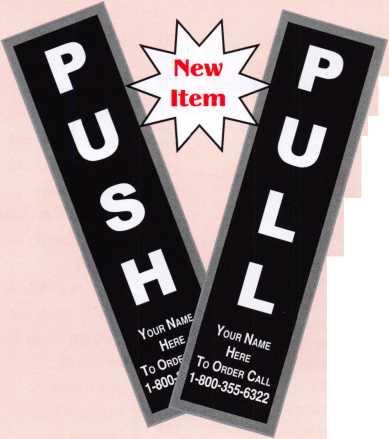 PUSH
YOUR NAME
HERE
TO ORDER
1-800-
New
Item
PULL
YOUR NAME
HERE
TO ORDER CALL
1-800-355-6322